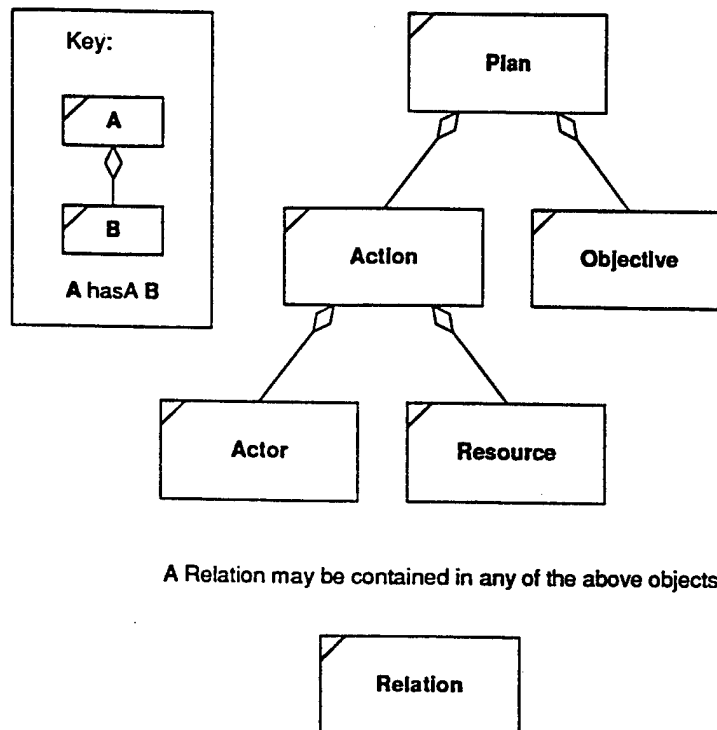 Key:
A
B
A hasA B
Plan
Action
Objective
Actor
Resource
A Relation may be contained in any of the above objects
Relation